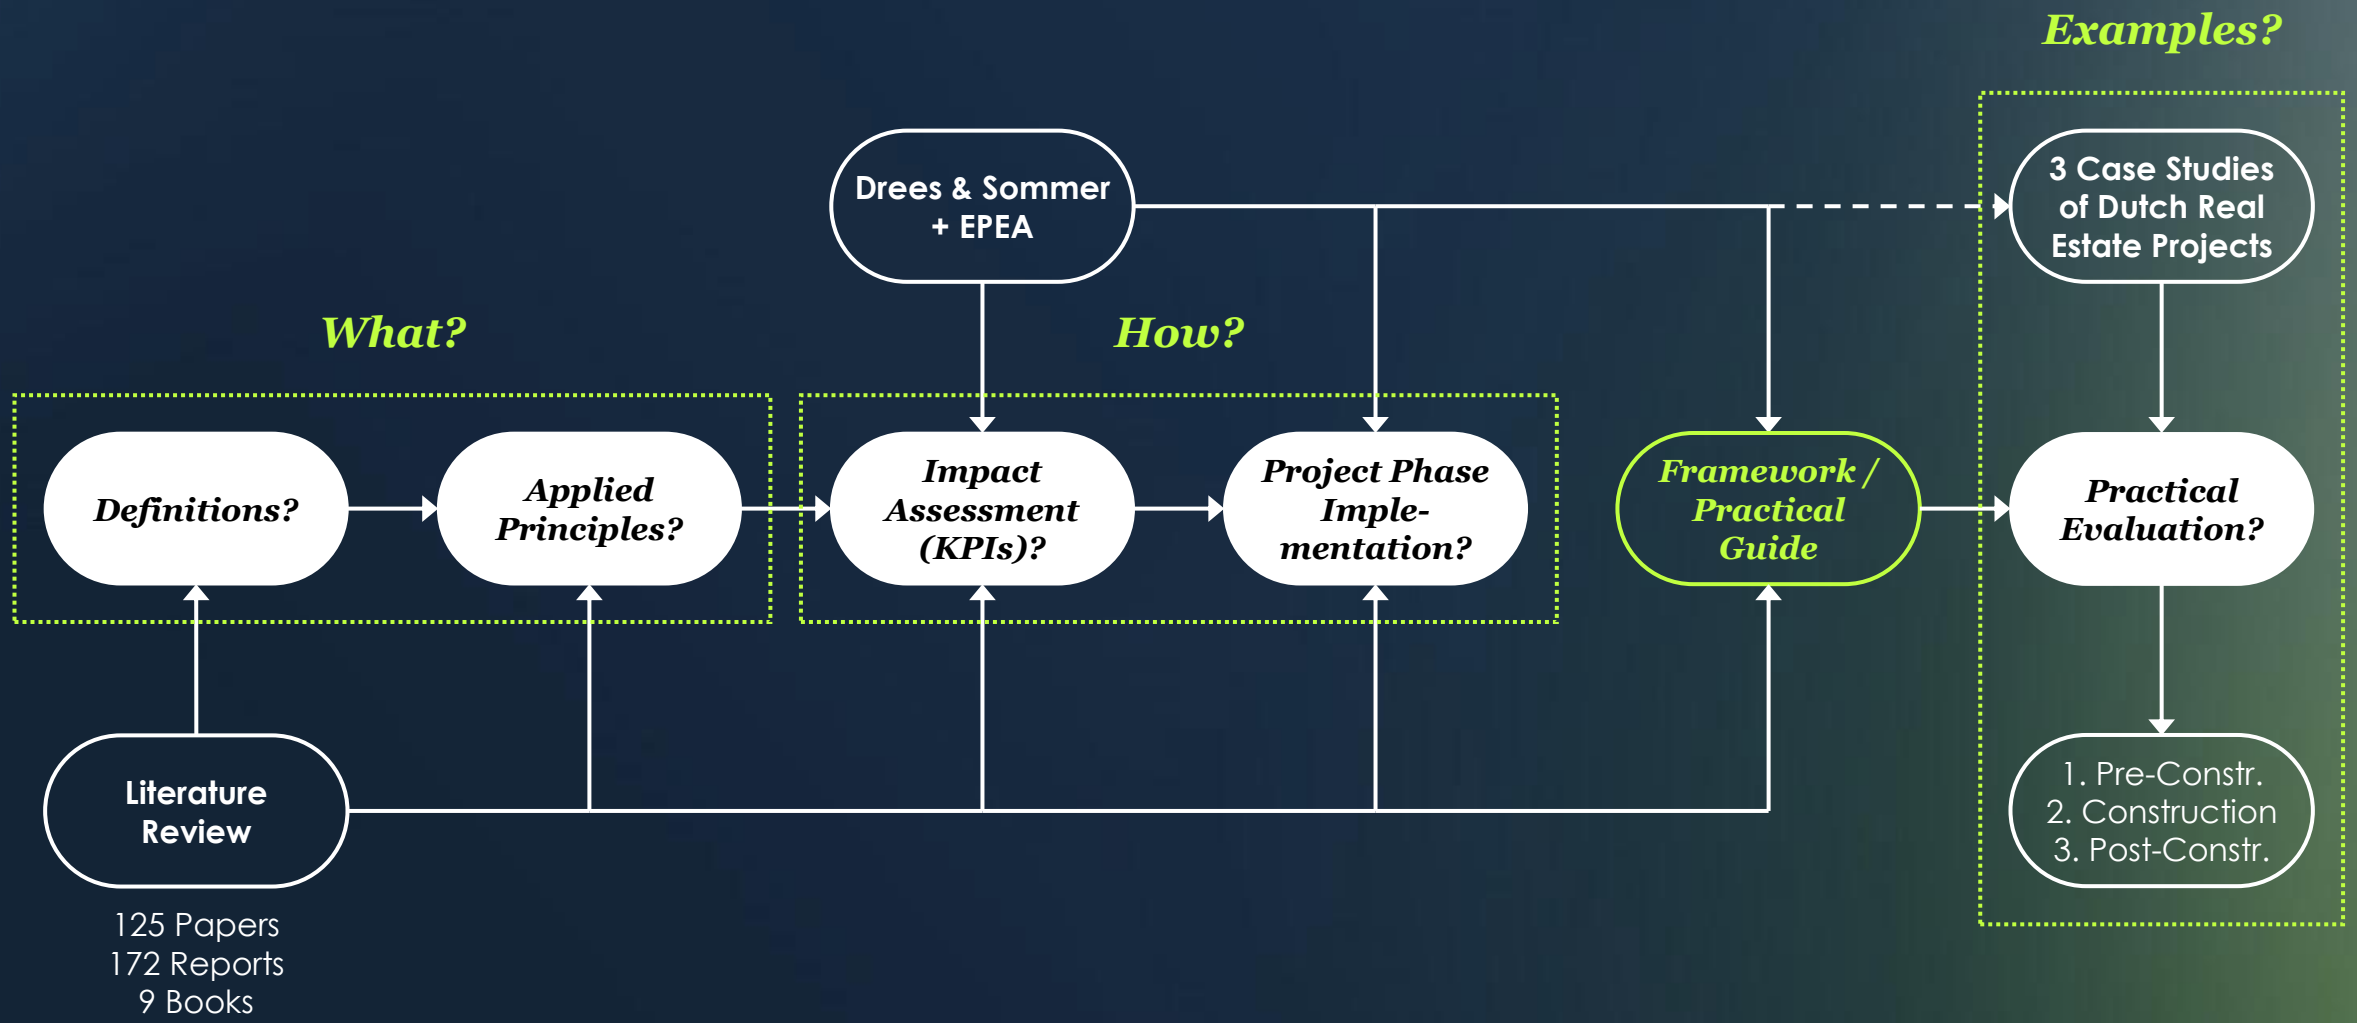 Examples?
Drees & Sommer
+ EPEA
3 Case Studies
of Dutch Real
Estate Projects
What?
How?
Definitions?
Applied
Principles?
Impact
Assessment
(KPIs)?
Project Phase
Imple-
mentation?
Framework /
Practical
Guide
Practical
Evaluation?
Literature
Review
1. Pre-Constr.
2. Construction
3. Post-Constr.
125 Papers
172 Reports
9 Books